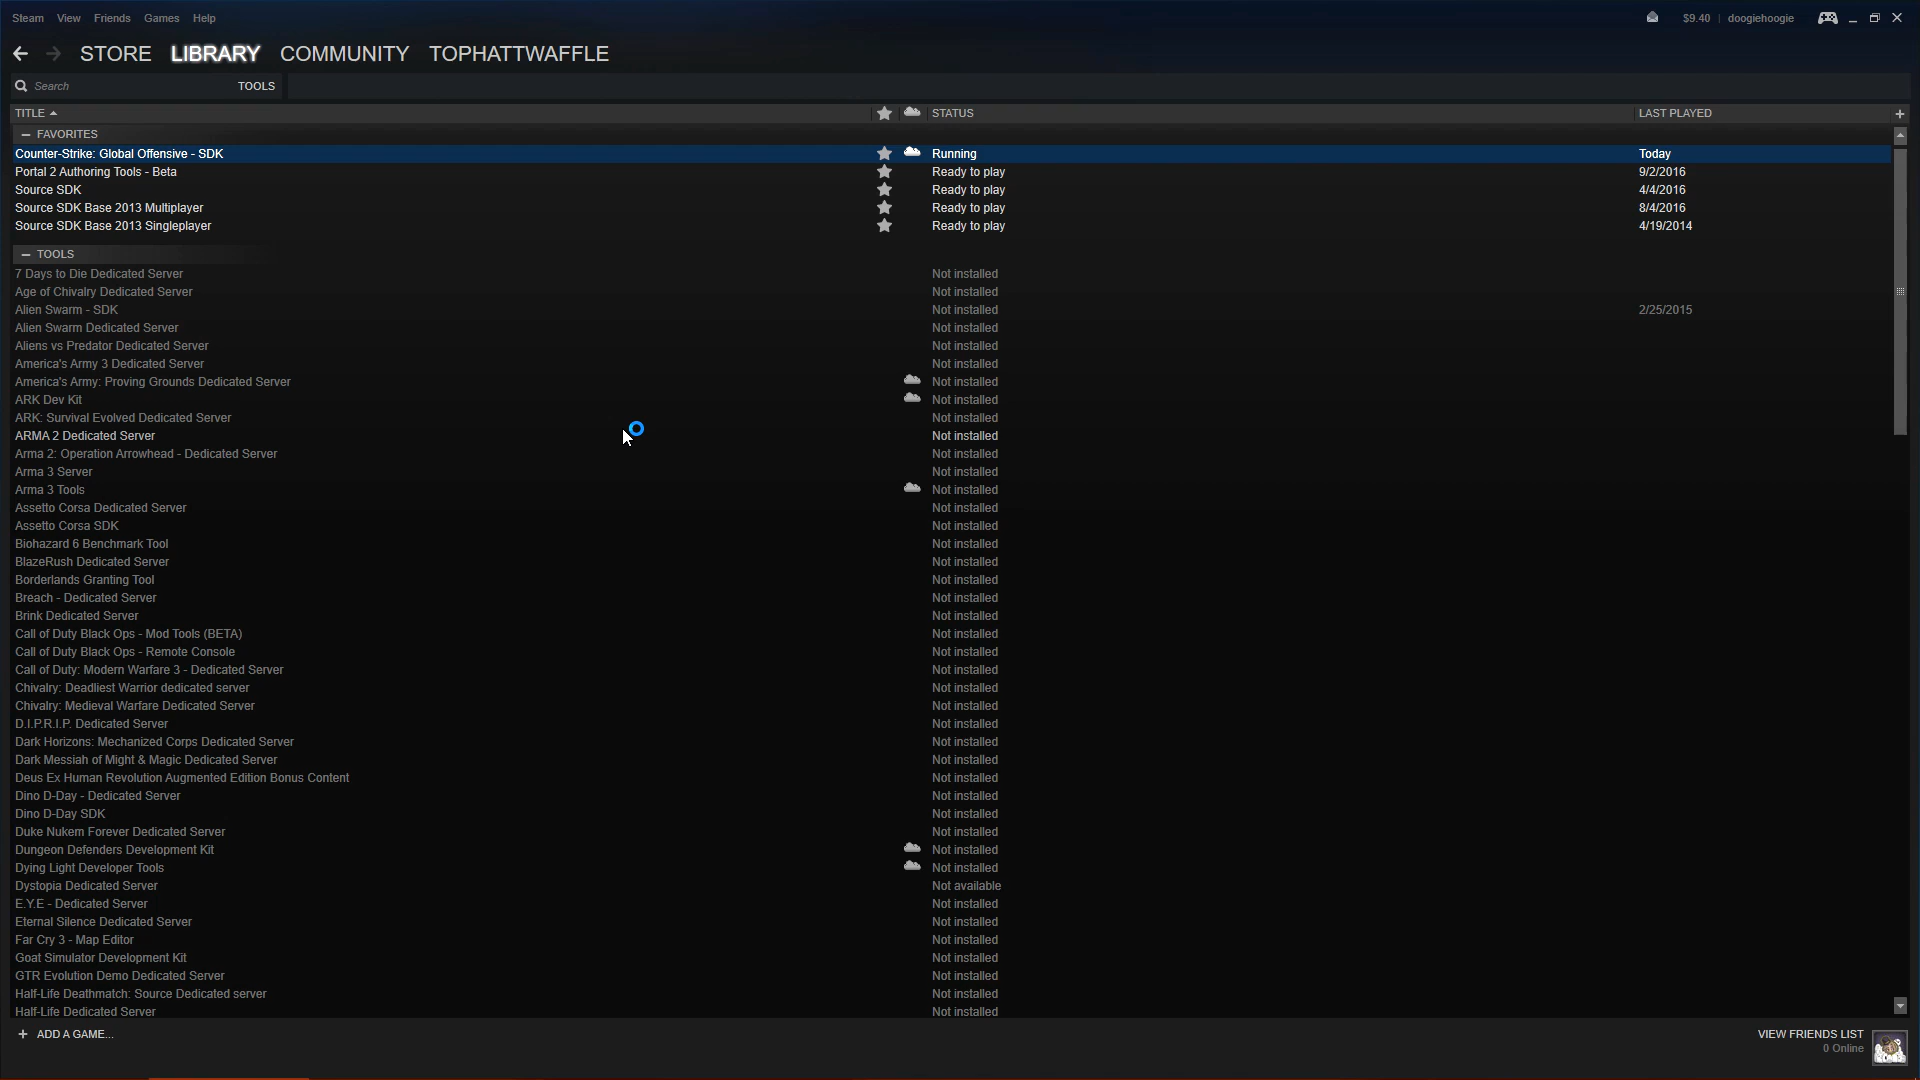 Steam View Friends Games Help $9.40 | doogiehoogie
STORE LIBRARY COMMUNITY TOPHATTWAFFLE
Search TOOLS
TITLE STATUS LAST PLAYED
FAVORITES
Counter-Strike: Global Offensive - SDK Running Today
Portal 2 Authoring Tools - Beta Ready to play 9/2/2016
Source SDK Ready to play 4/4/2016
Source SDK Base 2013 Multiplayer Ready to play 8/4/2016
Source SDK Base 2013 Singleplayer Ready to play 4/19/2014
TOOLS
7 Days to Die Dedicated Server Not installed
Age of Chivalry Dedicated Server Not installed
Alien Swarm - SDK Not installed 2/25/2015
Alien Swarm Dedicated Server Not installed
Aliens vs Predator Dedicated Server Not installed
America's Army 3 Dedicated Server Not installed
America's Army: Proving Grounds Dedicated Server Not installed
ARK Dev Kit Not installed
ARK: Survival Evolved Dedicated Server Not installed
ARMA 2 Dedicated Server Not installed
Arma 2: Operation Arrowhead - Dedicated Server Not installed
Arma 3 Server Not installed
Arma 3 Tools Not installed
Assetto Corsa Dedicated Server Not installed
Assetto Corsa SDK Not installed
Biohazard 6 Benchmark Tool Not installed
BlazeRush Dedicated Server Not installed
Borderlands Granting Tool Not installed
Breach - Dedicated Server Not installed
Brink Dedicated Server Not installed
Call of Duty Black Ops - Mod Tools (BETA) Not installed
Call of Duty Black Ops - Remote Console Not installed
Call of Duty: Modern Warfare 3 - Dedicated Server Not installed
Chivalry: Deadliest Warrior dedicated server Not installed
Chivalry: Medieval Warfare Dedicated Server Not installed
D.I.P.R.I.P. Dedicated Server Not installed
Dark Horizons: Mechanized Corps Dedicated Server Not installed
Dark Messiah of Might & Magic Dedicated Server Not installed
Deus Ex Human Revolution Augmented Edition Bonus Content Not installed
Dino D-Day - Dedicated Server Not installed
Dino D-Day SDK Not installed
Duke Nukem Forever Dedicated Server Not installed
Dungeon Defenders Development Kit Not installed
Dying Light Developer Tools Not installed
Dystopia Dedicated Server Not available
E.Y.E - Dedicated Server Not installed
Eternal Silence Dedicated Server Not installed
Far Cry 3 - Map Editor Not installed
Goat Simulator Development Kit Not installed
GTR Evolution Demo Dedicated Server Not installed
Half-Life Deathmatch: Source Dedicated server Not installed
Half-Life Dedicated Server Not installed
+ ADD A GAME... VIEW FRIENDS LIST
0 Online